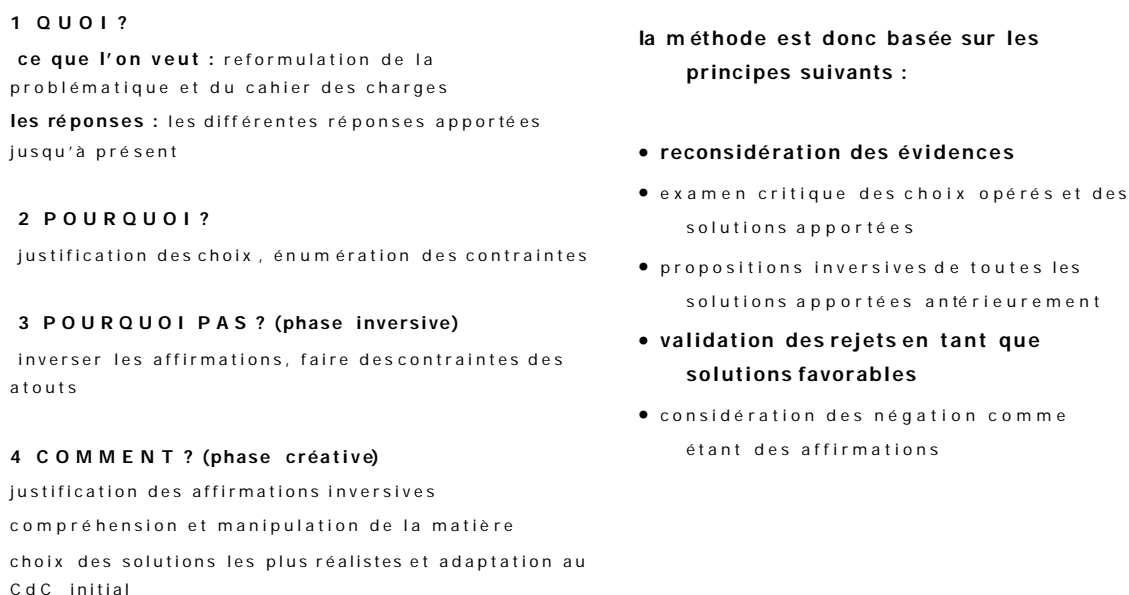 1 QUOI ?
ce que l’on veut : reformulation de la
problématique et du cahier des charges
les réponses : les différentes réponses apportées
jusqu’à présent
2 POURQUOI ?
justification des choix, énumération des contraintes
3 POURQUOI PAS ? (phase inversive)
inverser les affirmations, faire des contraintes des
atouts
4 COMMENT ? (phase créative)
justification des affirmations inversives
compréhension et manipulation de la matière
choix des solutions les plus réalistes et adaptation au
CdC initial
la méthode est donc basée sur les
principes suivants :
• reconsidération des évidences
• examen critique des choix opérés et des
solutions apportées
• propositions inversives de toutes les
solutions apportées antérieurement
• validation des rejets en tant que
solutions favorables
• considération des négation comme
étant des affirmations